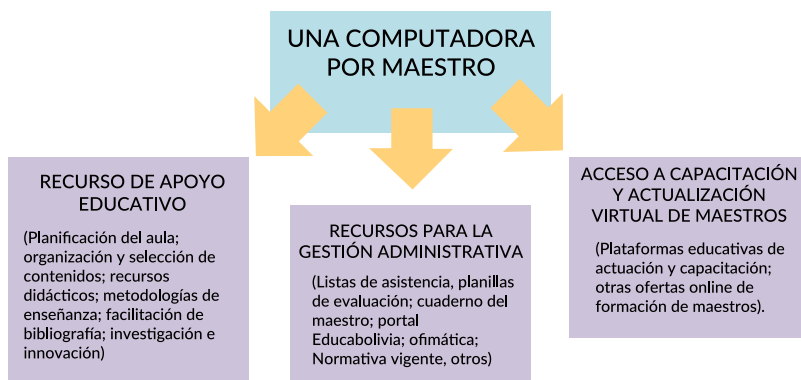 UNA COMPUTADORA
POR MAESTRO
RECURSO DE APOYO
EDUCATIVO
(Planificación del aula;
organización y selección de
contenidos; recursos
didácticos; metodologías de
enseñanza; facilitación de
bibliografía; investigación e
innovación)
RECURSOS PARA LA
GESTIÓN ADMINISTRATIVA
(Listas de asistencia, planillas
de evaluación; cuaderno del
maestro; portal
Educabolivia; ofimática;
Normativa vigente, otros)
ACCESO A CAPACITACIÓN
Y ACTUALIZACIÓN
VIRTUAL DE MAESTROS
(Plataformas educativas de
actuación y capacitación;
otras ofertas online de
formación de maestros).